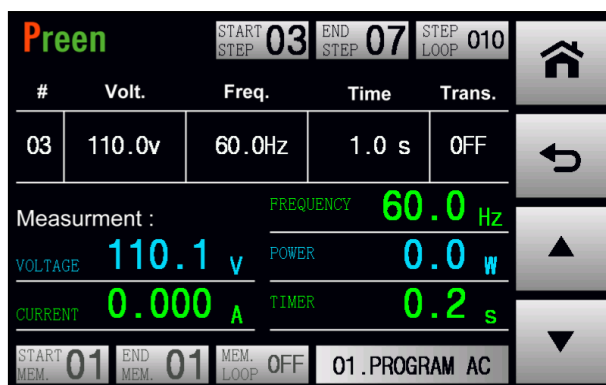 Preen START STEP 03 END STEP 07 STEP LOOP 010
# Volt. Freq. Time Trans.
03 110.0v 60.0Hz 1.0 s OFF
Measurment :
FREQUENCY 60.0 Hz
VOLTAGE 110.1 V POWER 0.0 W
CURRENT 0.000 A TIMER 0.2 s
START MEM. 01 END MEM. 01 MEM. LOOP OFF 01.PROGRAM AC